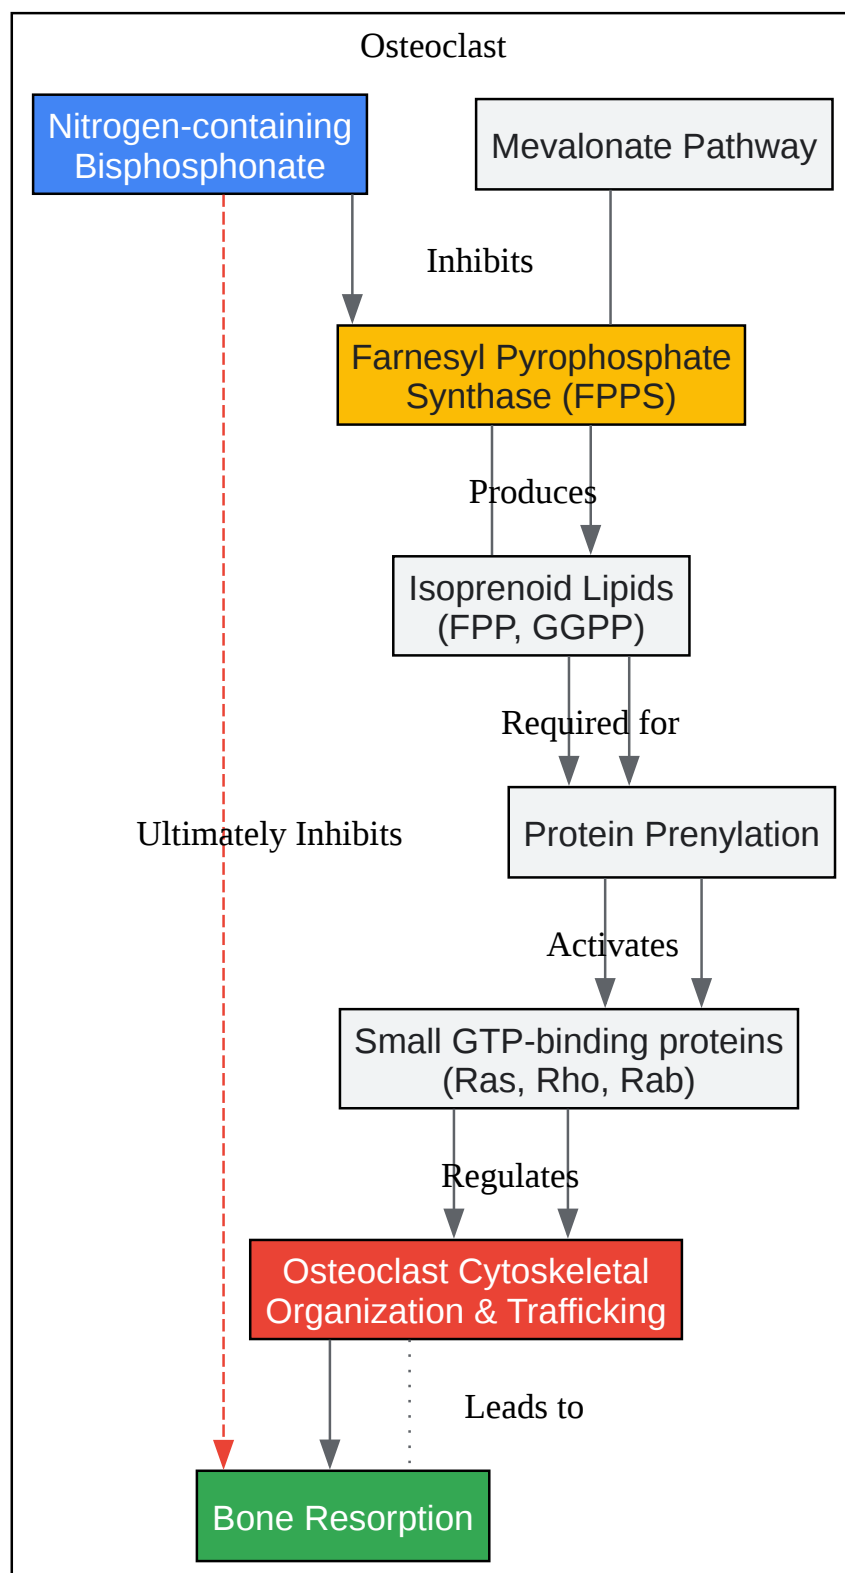 Osteoclast
Nitrogen-containing
Bisphosphonate
Mevalonate Pathway
Inhibits
Farnesyl Pyrophosphate
Synthase (FPPS)
Produces
Isoprenoid Lipids
(FPP, GGPP)
Required for
Protein Prenylation
Ultimately Inhibits
Activates
Small GTP-binding proteins
(Ras, Rho, Rab)
Regulates
Osteoclast Cytoskeletal
Organization & Trafficking
Leads to
Bone Resorption